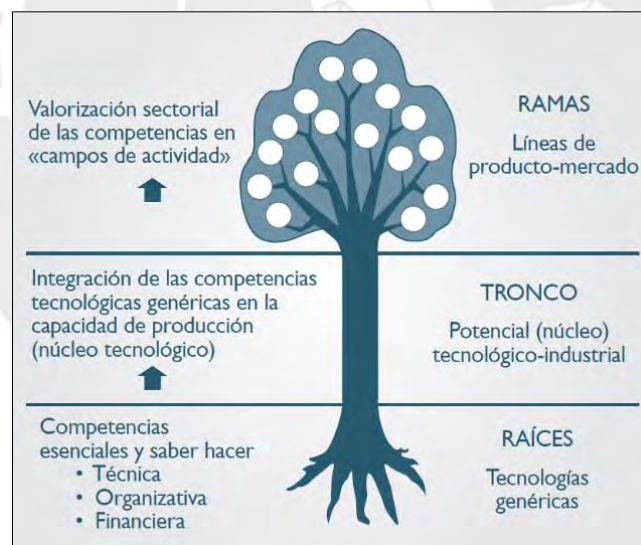 Valorización sectorial
de las competencias en
«campos de actividad»
RAMAS
Líneas de
producto-mercado
Integración de las competencias
tecnológicas genéricas en la
capacidad de producción
(núcleo tecnológico)
TRONCO
Potencial (núcleo)
tecnológico-industrial
Competencias
esenciales y saber hacer
• Técnica
• Organizativa
• Financiera
RAÍCES
Tecnologías
genéricas